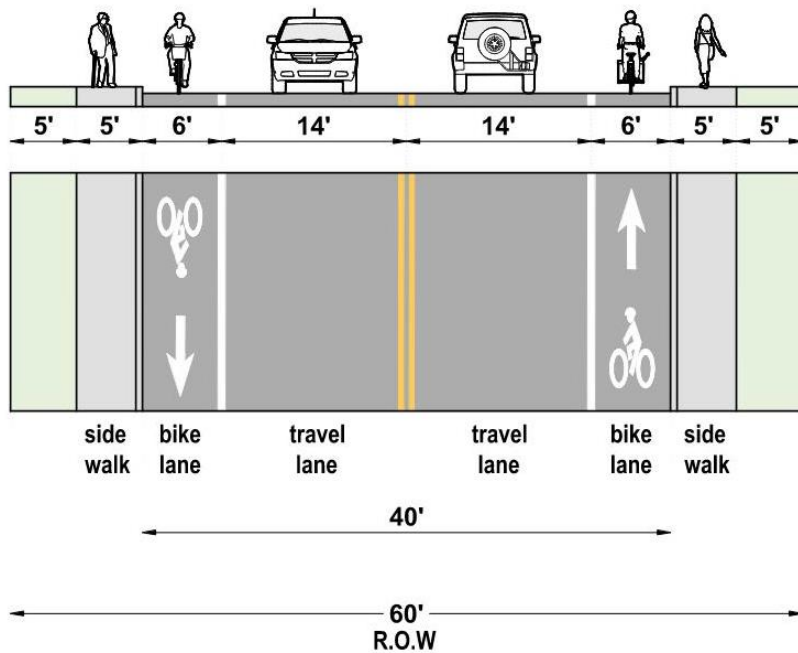 5' 5' 6' 14' 14' 6' 5' 5'
side bike travel travel bike side
walk lane lane lane lane walk
40'
60'
R.O.W